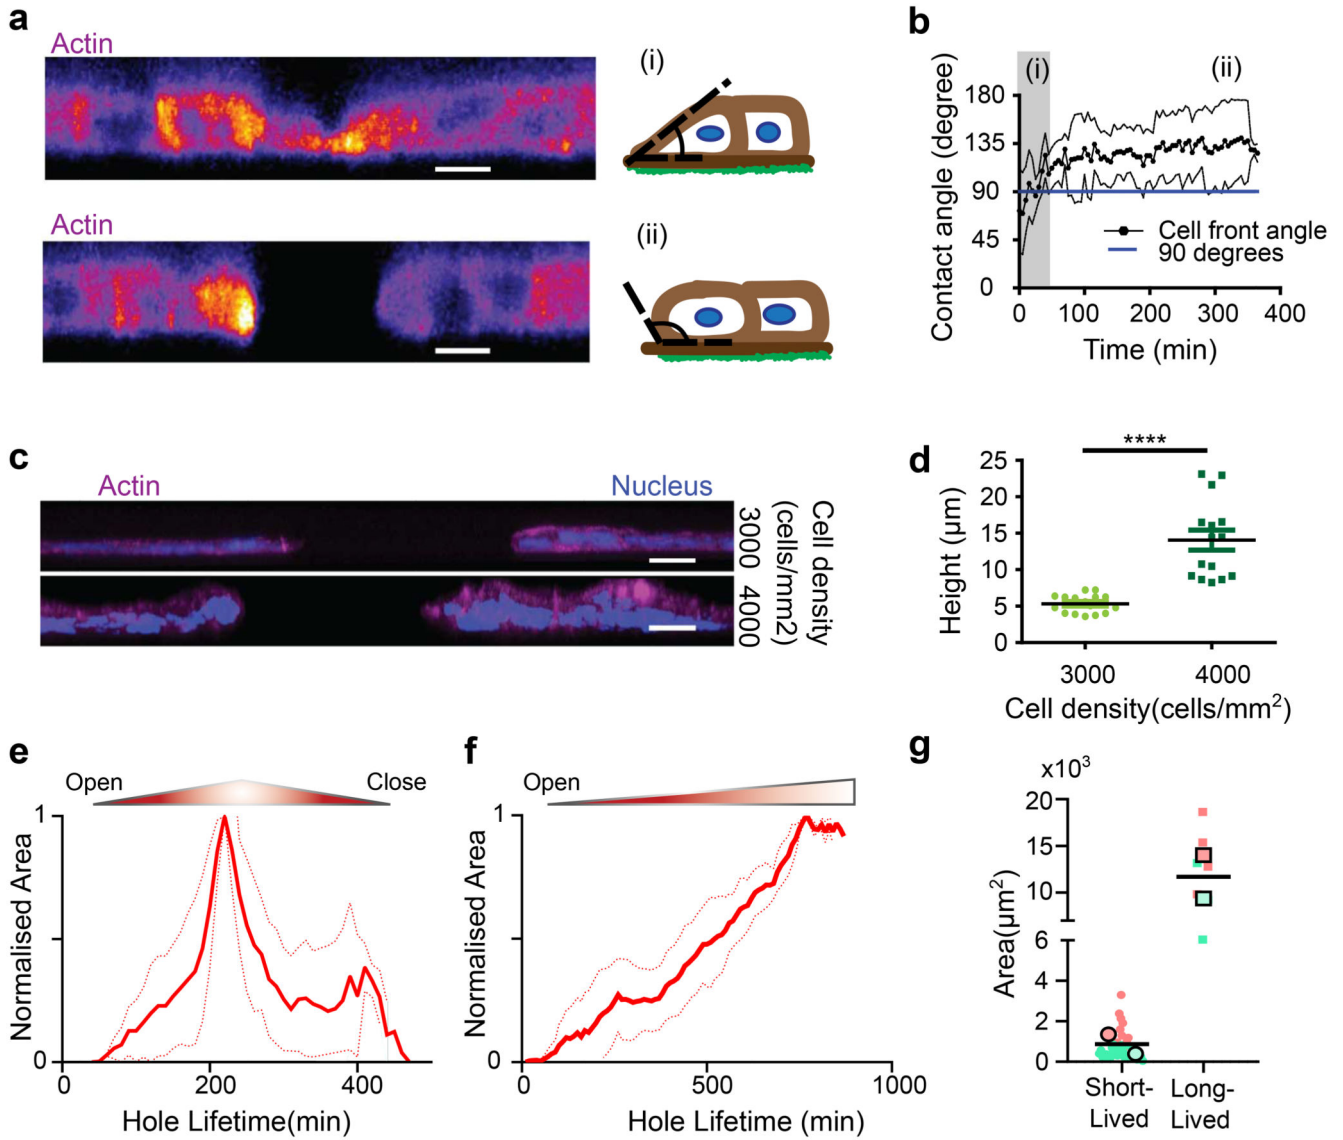 a
Actin
(i)
Actin
(ii)
b
(i)
(ii)
Contact angle (degree)
180
135
90
45
0
Cell front angle
90 degrees
0
100
200
300
400
Time (min)
c
Actin
Nucleus
3000
4000
Cell density
(cells/mm2)
d
****
Height (µm)
25
20
15
10
5
0
3000
4000
Cell density(cells/mm²)
e
Open
Close
Normalised Area
1
0
0
200
400
Hole Lifetime(min)
f
Open
Normalised Area
1
0
0
500
1000
Hole Lifetime (min)
g
x10³
Area(µm²)
20
15
10
6
4
2
0
Short-
Lived
Long-
Lived